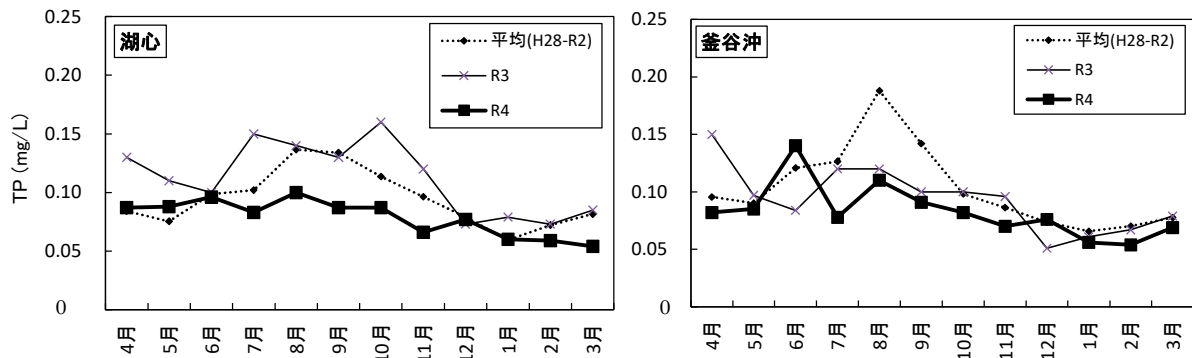 湖心
TP (mg/L)
0.25
0.20
0.15
0.10
0.05
0
平均(H28-R2)
R3
R4
4月
5月
6月
7月
8月
9月
10月
11月
12月
1月
2月
3月
釜谷沖
0.25
0.20
0.15
0.10
0.05
0
平均(H28-R2)
R3
R4
4月
5月
6月
7月
8月
9月
10月
11月
12月
1月
2月
3月